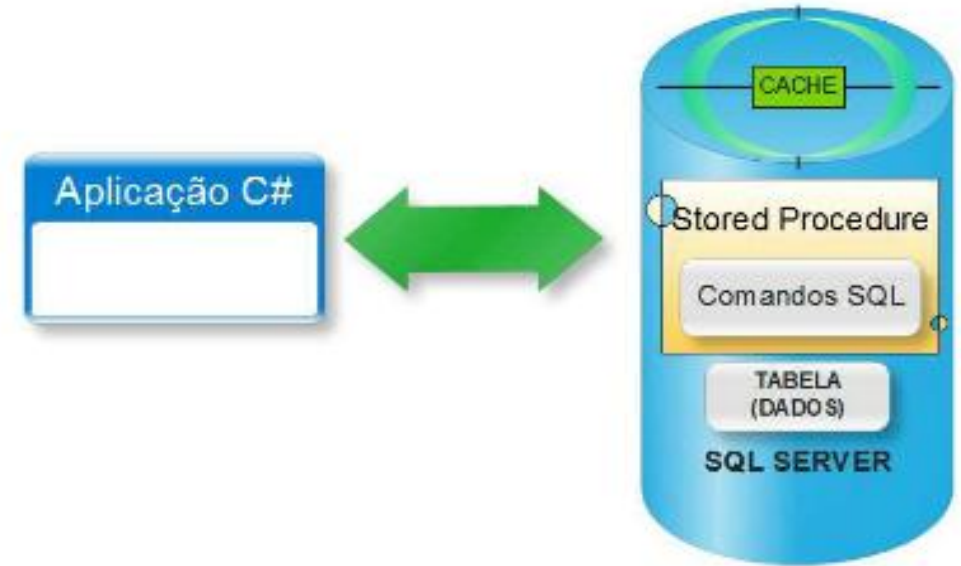 CACHE
Aplicação C#
Stored Procedure
Comandos SQL
TABELA
(DADOS)
SQL SERVER